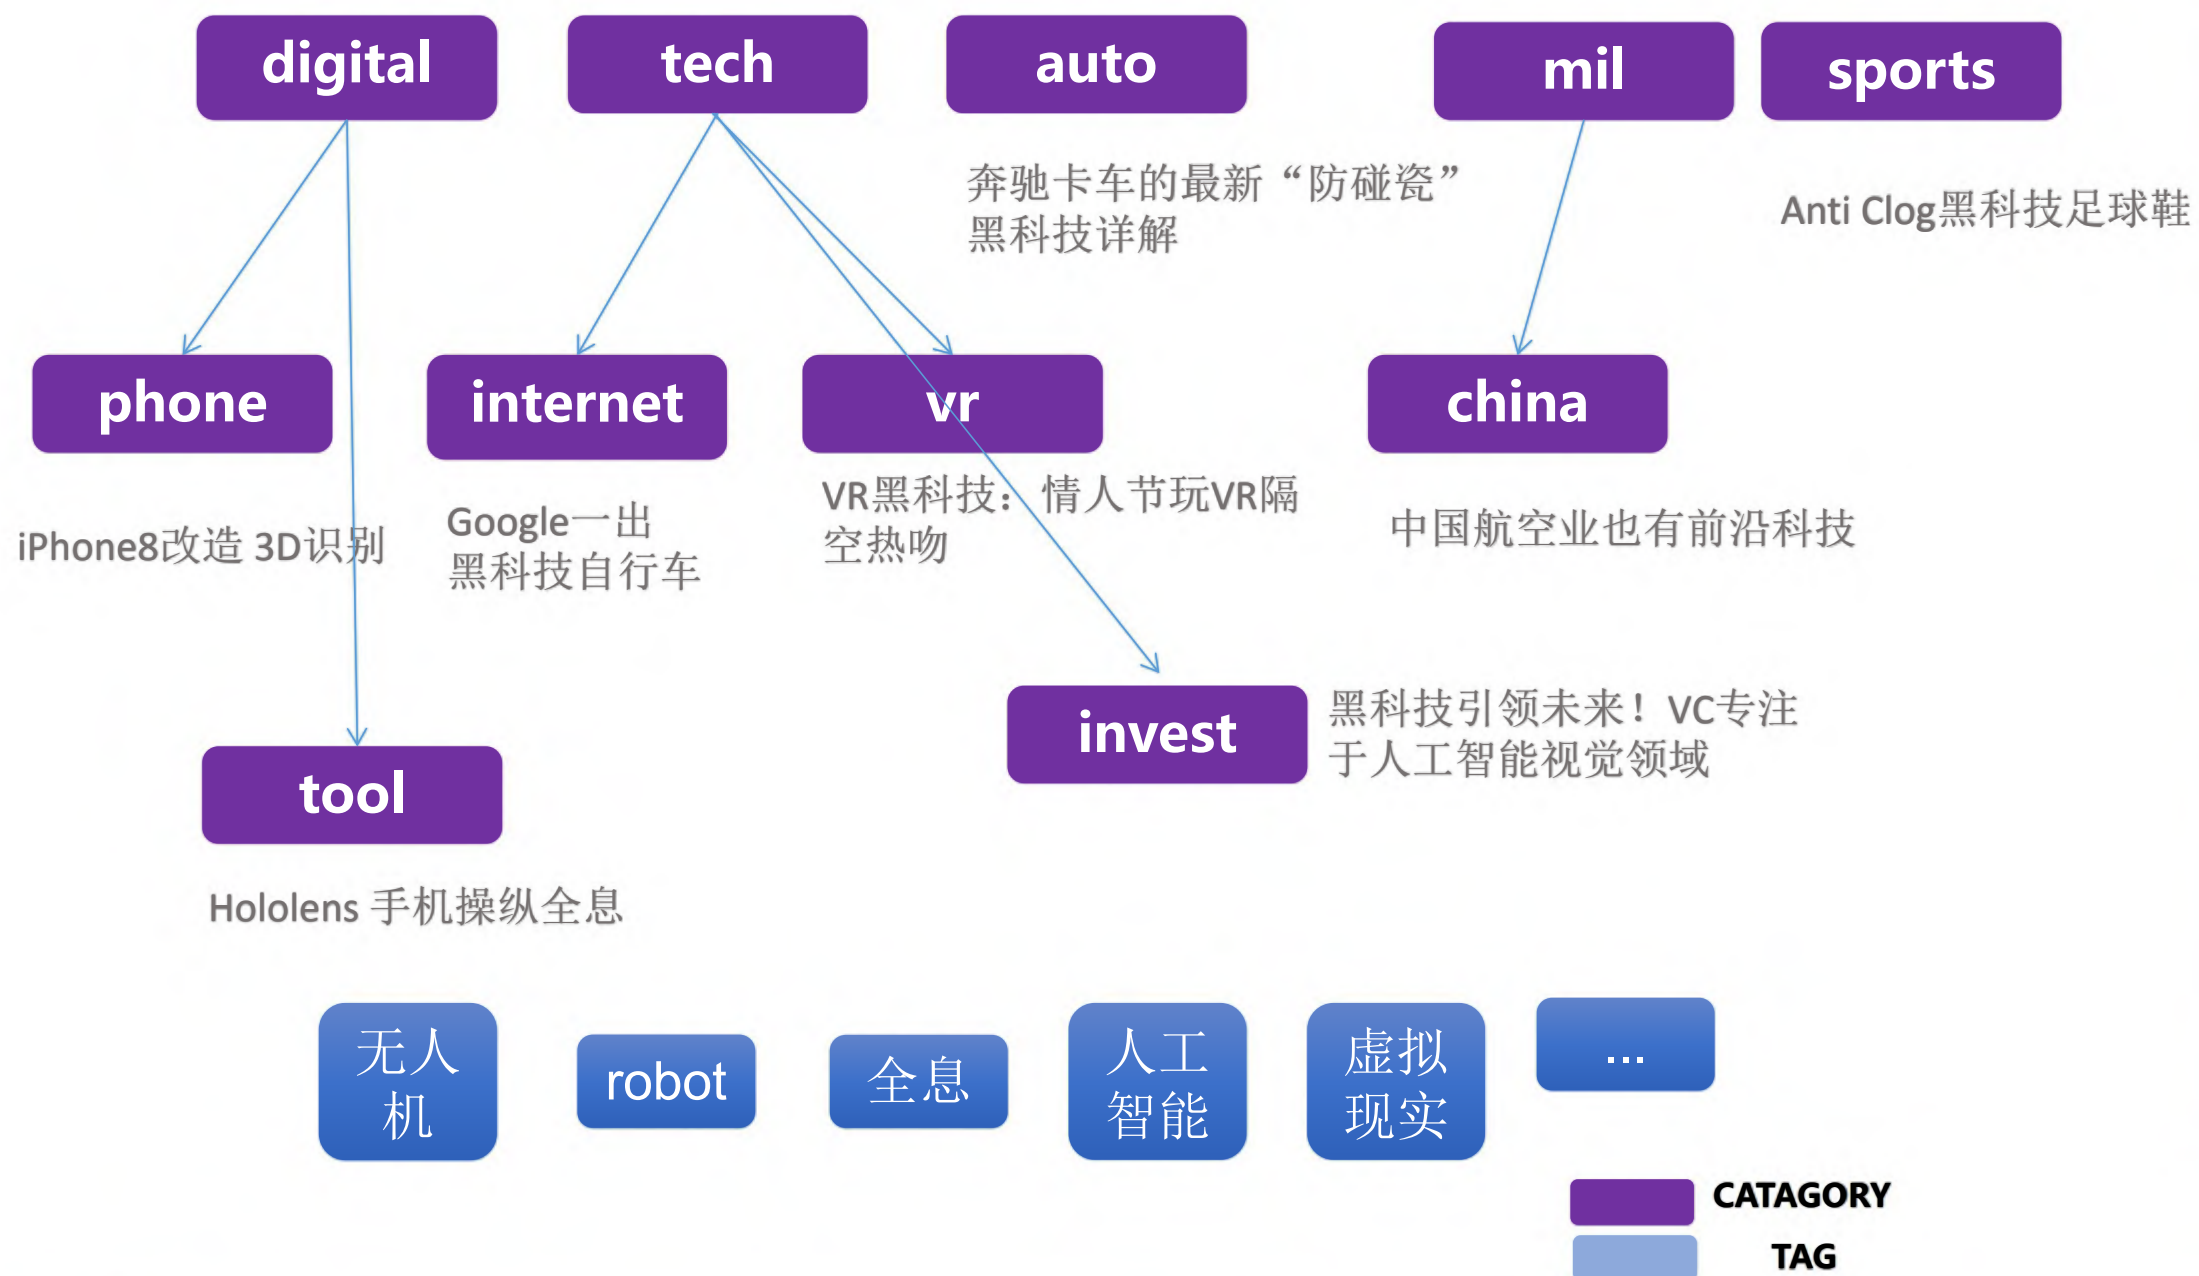 digital
tech
auto
mil
sports
奔驰卡车的最新“防碰瓷”
黑科技详解
Anti Clog黑科技足球鞋
phone
internet
vr
china
iPhone8改造 3D识别
Google一出
黑科技自行车
VR黑科技：情人节玩VR隔
空热吻
中国航空业也有前沿科技
invest
黑科技引领未来！VC专注
于人工智能视觉领域
tool
Hololens 手机操纵全息
无人
机
robot
全息
人工
智能
虚拟
现实
...
CATAGORY
TAG